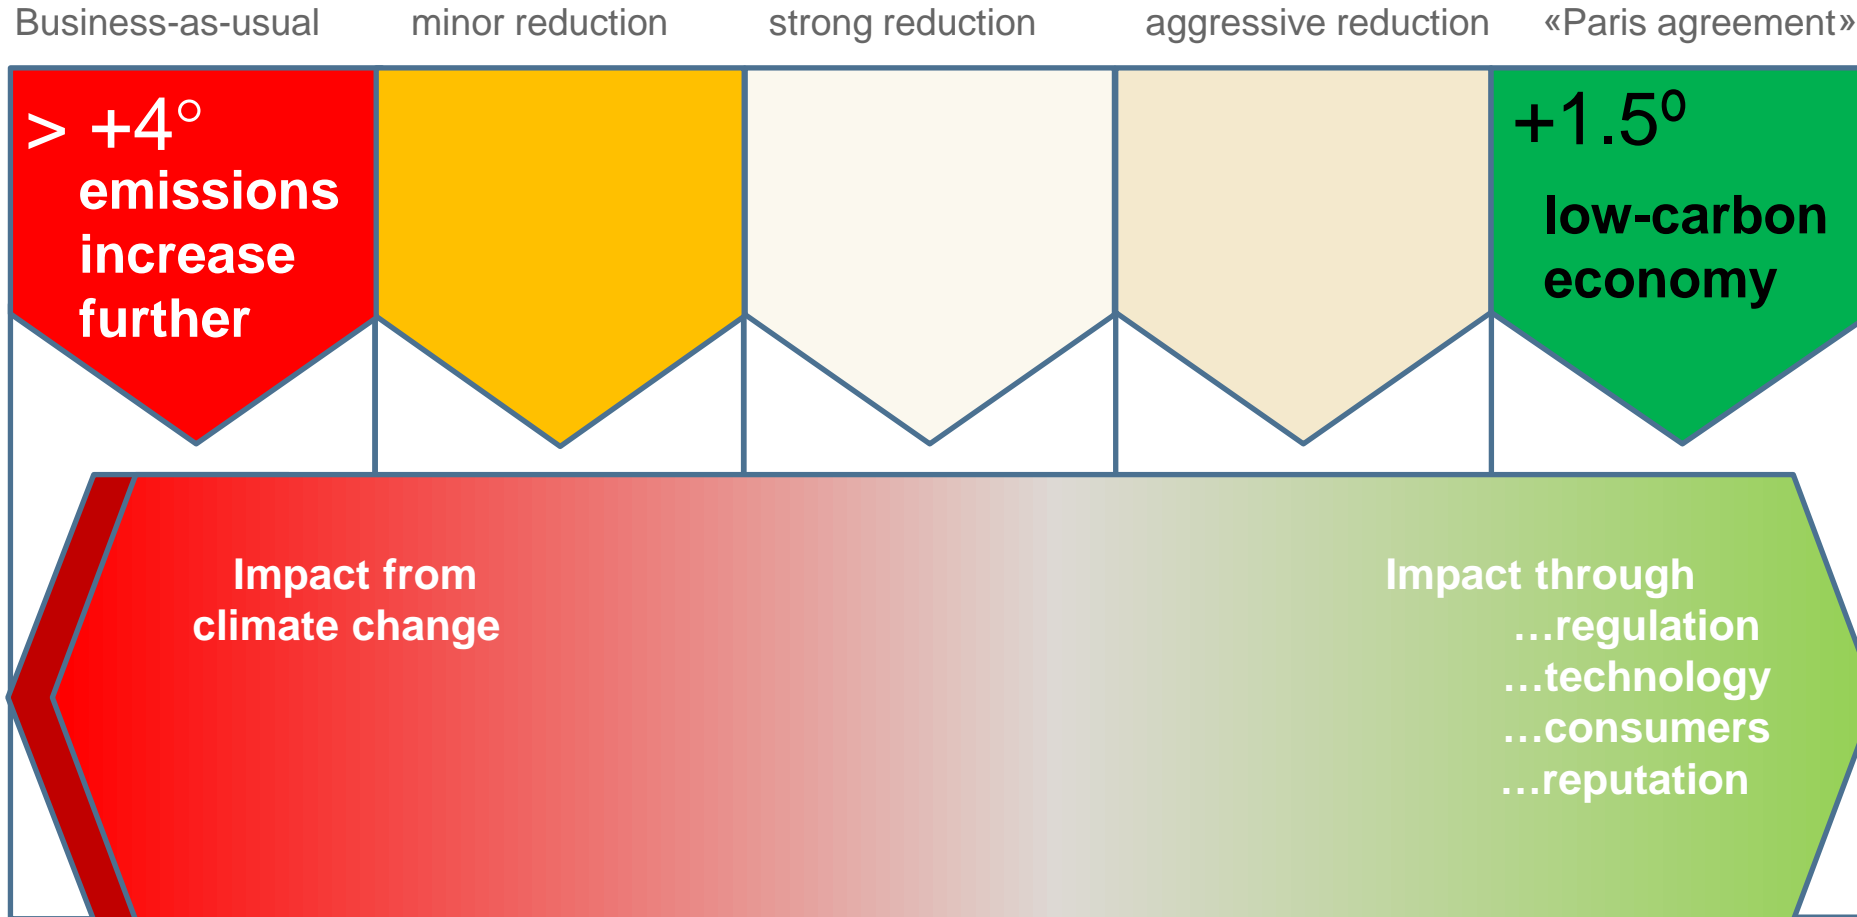 Business-as-usual
minor reduction
strong reduction
aggressive reduction
«Paris agreement»
> +4°
emissions
increase
further
+1.5º
low-carbon
economy
Impact from
climate change
Impact through
…regulation
…technology
…consumers
…reputation